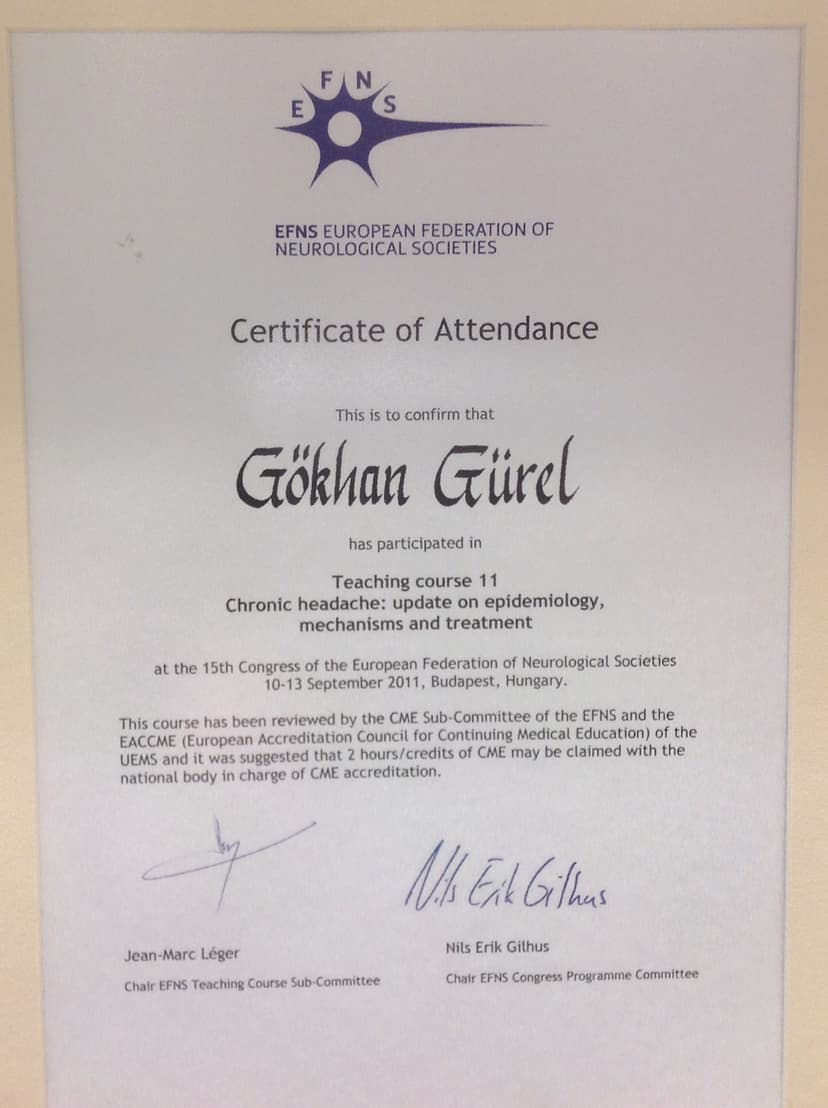 E F N S
EFNS EUROPEAN FEDERATION OF
NEUROLOGICAL SOCIETIES
Certificate of Attendance
This is to confirm that
Gökhan Gürel
has participated in
Teaching course 11
Chronic headache: update on epidemiology,
mechanisms and treatment
at the 15th Congress of the European Federation of Neurological Societies
10-13 September 2011, Budapest, Hungary.
This course has been reviewed by the CME Sub-Committee of the EFNS and the
EACCME (European Accreditation Council for Continuing Medical Education) of the
UEMS and it was suggested that 2 hours/credits of CME may be claimed with the
national body in charge of CME accreditation.
Nils Erik Gilhus
Jean-Marc Léger
Chair EFNS Teaching Course Sub-Committee
Nils Erik Gilhus
Chair EFNS Congress Programme Committee